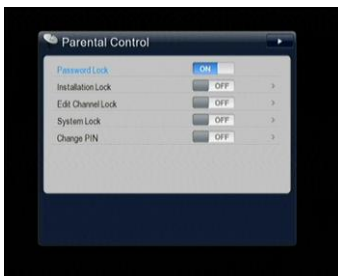 Parental Control
Password Lock ON
Installation Lock OFF
Edit Channel Lock OFF
System Lock OFF
Change PIN OFF